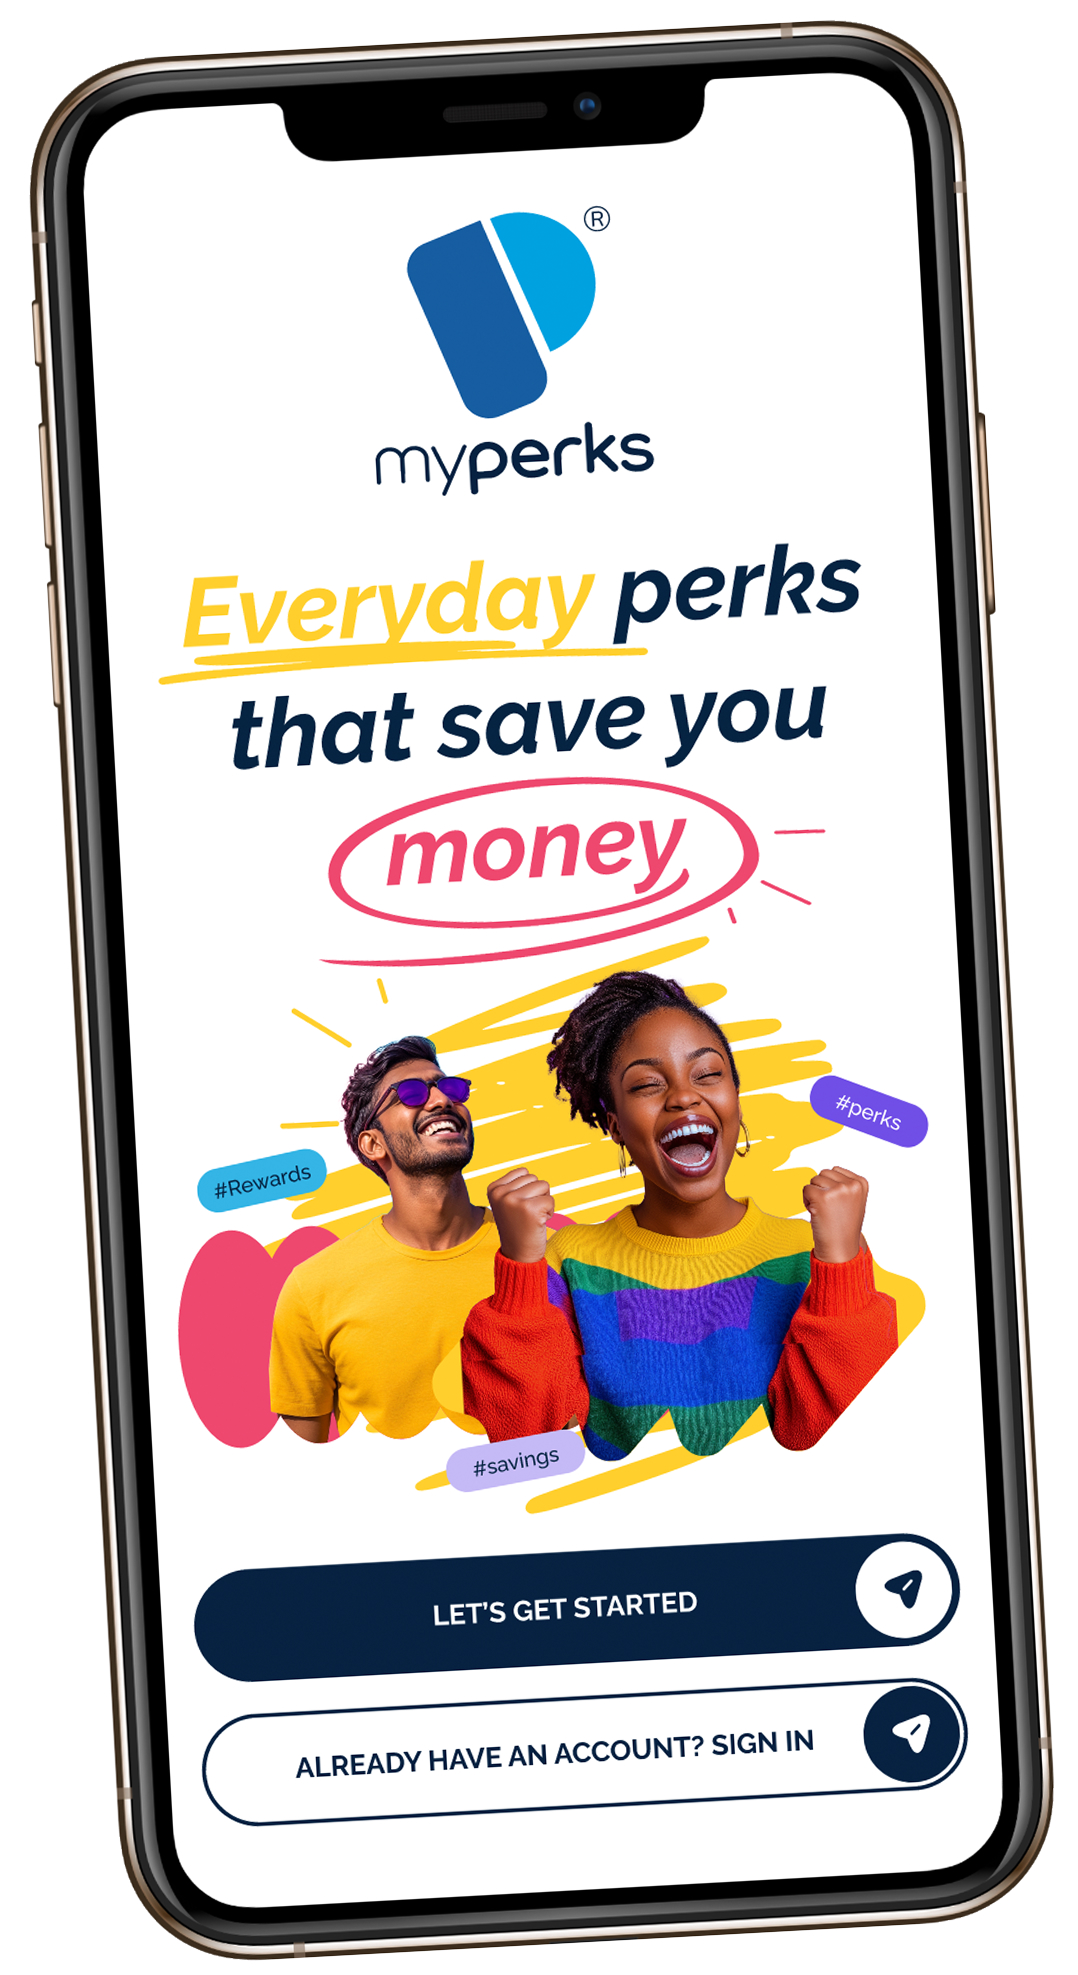 ®
myperks
Everyday perks
that save you
money
#perks
#Rewards
#savings
LET'S GET STARTED
ALREADY HAVE AN ACCOUNT? SIGN IN